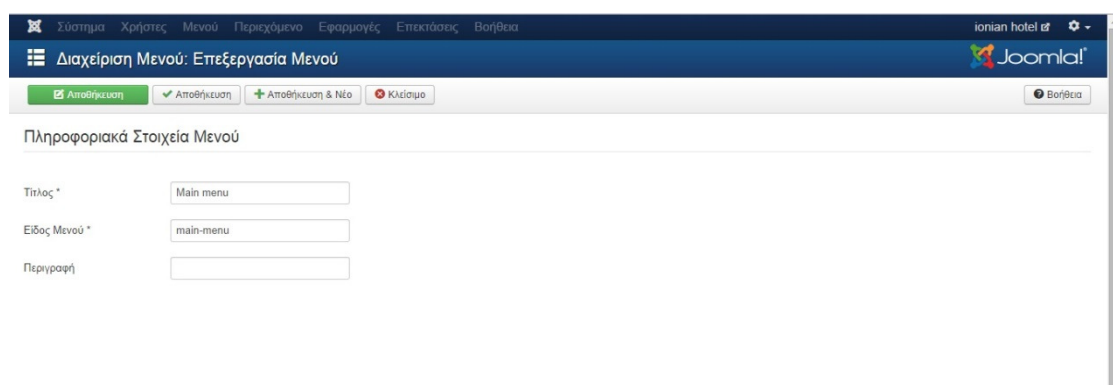 Σύστημα Χρήστες Μενού Περιεχόμενο Εφαρμογές Επεκτάσεις Βοήθεια ionian hotel
Διαχείριση Μενού: Επεξεργασία Μενού Joomla!
Αποθήκευση Αποθήκευση Αποθήκευση & Νέο Κλείσιμο Βοήθεια
Πληροφοριακά Στοιχεία Μενού
Τίτλος * Main menu
Είδος Μενού * main-menu
Περιγραφή